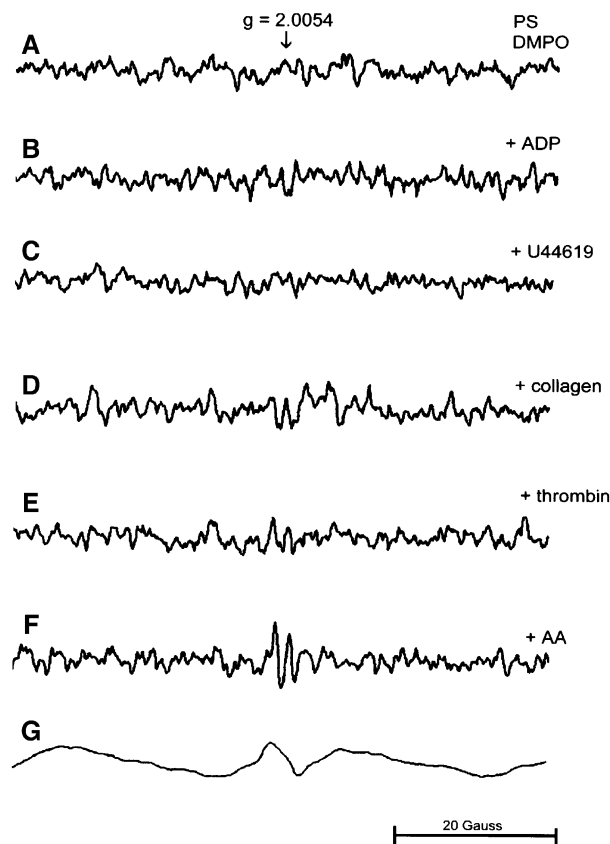 g = 2.0054
A
PS
DMPO
B
+ ADP
C
+ U44619
D
+ collagen
E
+ thrombin
F
+ AA
G
20 Gauss